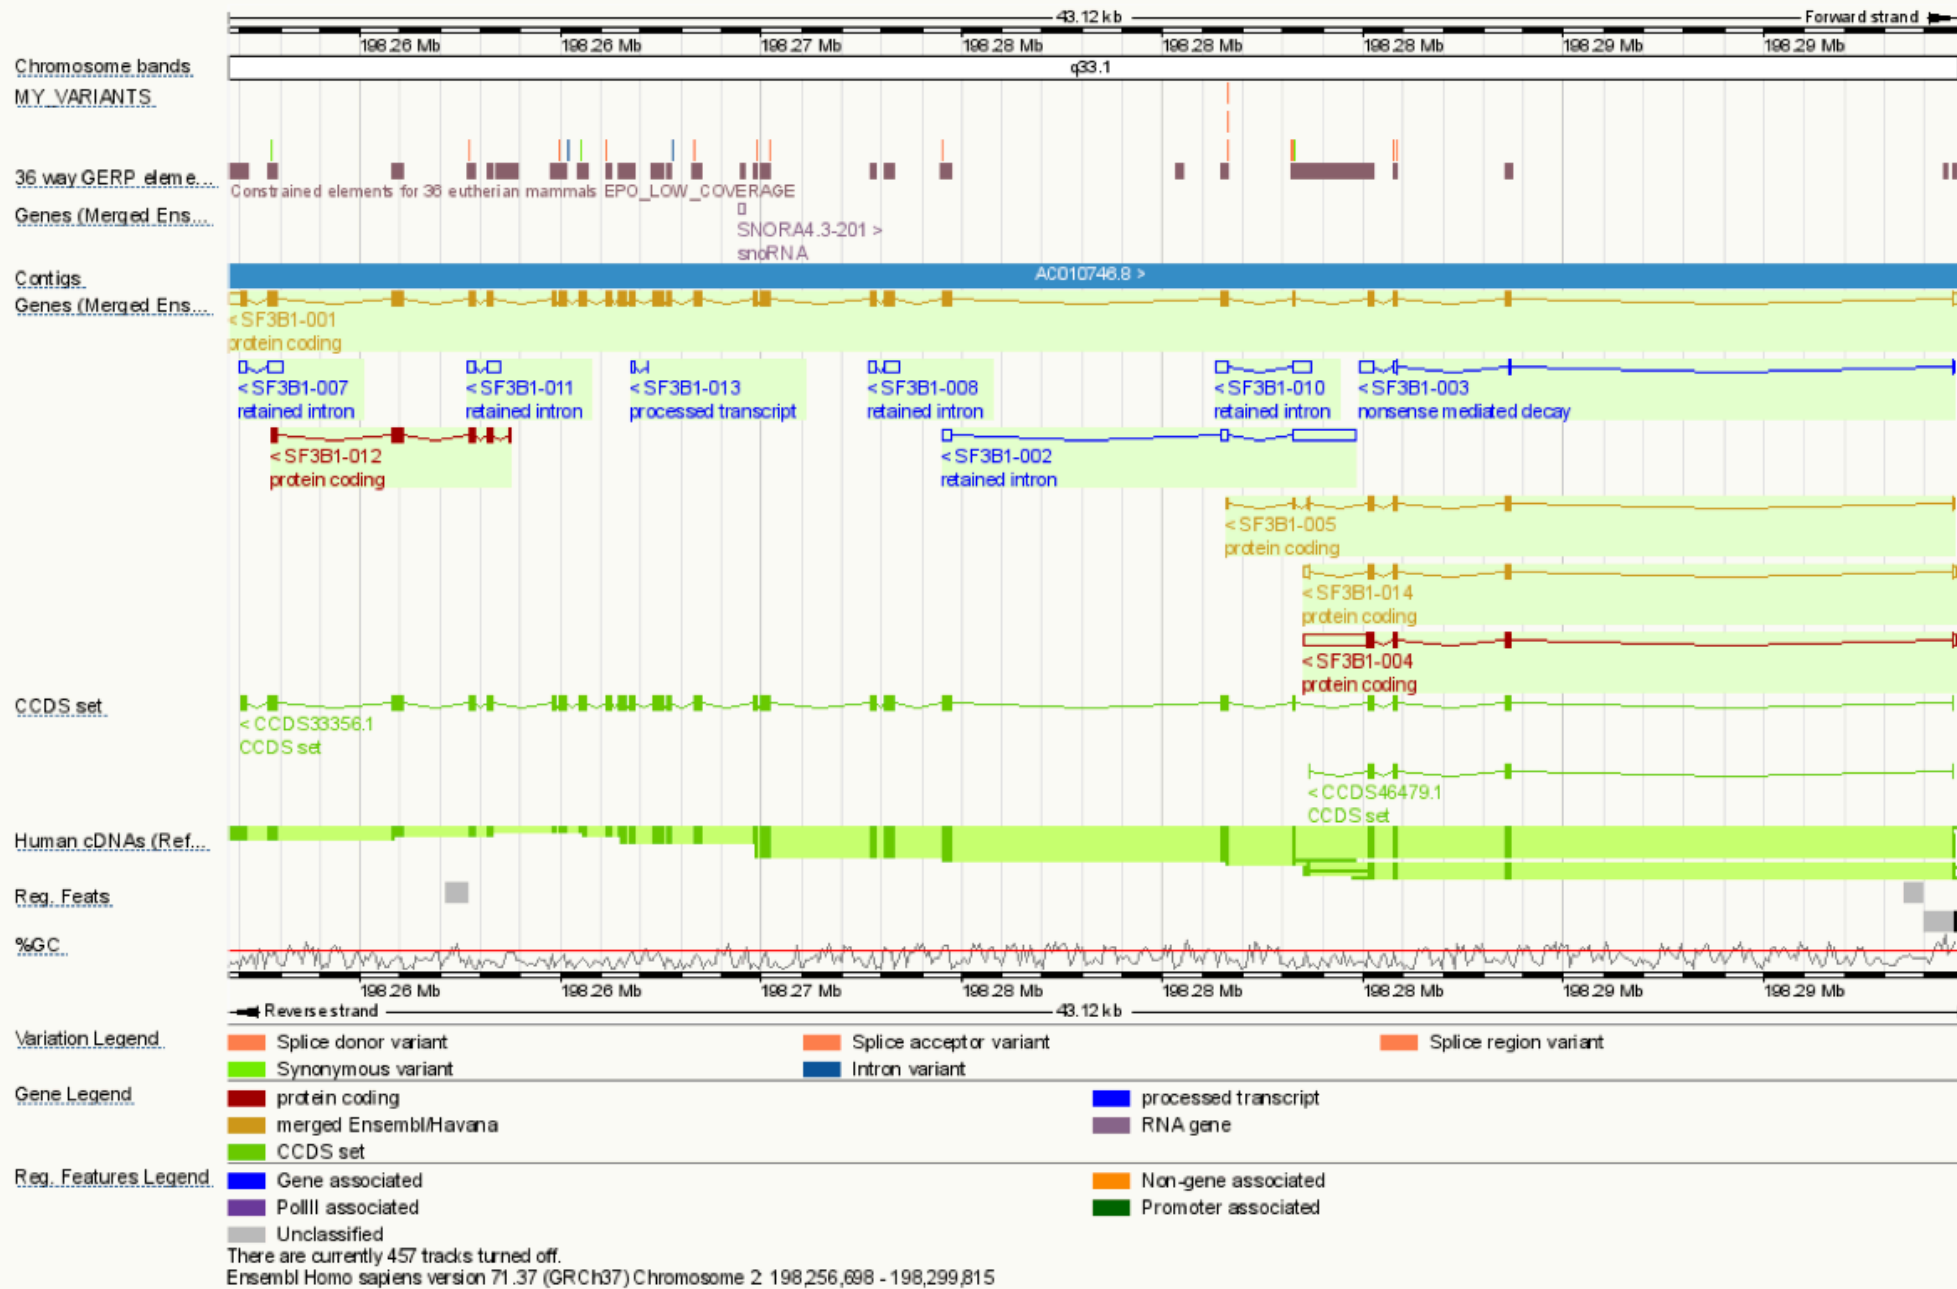 43.12 kb Forward strand
198.26 Mb 198.26 Mb 198.27 Mb 198.28 Mb 198.28 Mb 198.28 Mb 198.29 Mb 198.29 Mb
Chromosome bands q33.1
MY_VARIANTS
36 way GERP eleme...
Constrained elements for 36 eutherian mammals EPO_LOW_COVERAGE
Genes (Merged Ens...
SNORA4.3-201 >
snoRNA
Contigs AC010746.8 >
Genes (Merged Ens...
< SF3B1-001
protein coding
< SF3B1-007 < SF3B1-011 < SF3B1-013 < SF3B1-008 < SF3B1-010 < SF3B1-003
retained intron retained intron processed transcript retained intron retained intron nonsense mediated decay
< SF3B1-012 < SF3B1-002
protein coding retained intron
< SF3B1-005
protein coding
< SF3B1-014
protein coding
< SF3B1-004
protein coding
CCDS set
< CCDS33356.1
CCDS set
< CCDS46479.1
CCDS set
Human cDNAs (Ref...
Reg. Feats
%GC
198.26 Mb 198.26 Mb 198.27 Mb 198.28 Mb 198.28 Mb 198.28 Mb 198.29 Mb 198.29 Mb
Reverse strand 43.12 kb
Variation Legend Splice donor variant Splice acceptor variant Splice region variant
Synonymous variant Intron variant
Gene Legend protein coding processed transcript
merged Ensembl/Havana RNA gene
CCDS set
Reg. Features Legend Gene associated Non-gene associated
PolIII associated Promoter associated
Unclassified
There are currently 457 tracks turned off.
Ensembl Homo sapiens version 71.37 (GRCh37) Chromosome 2: 198,256,698 - 198,299,815